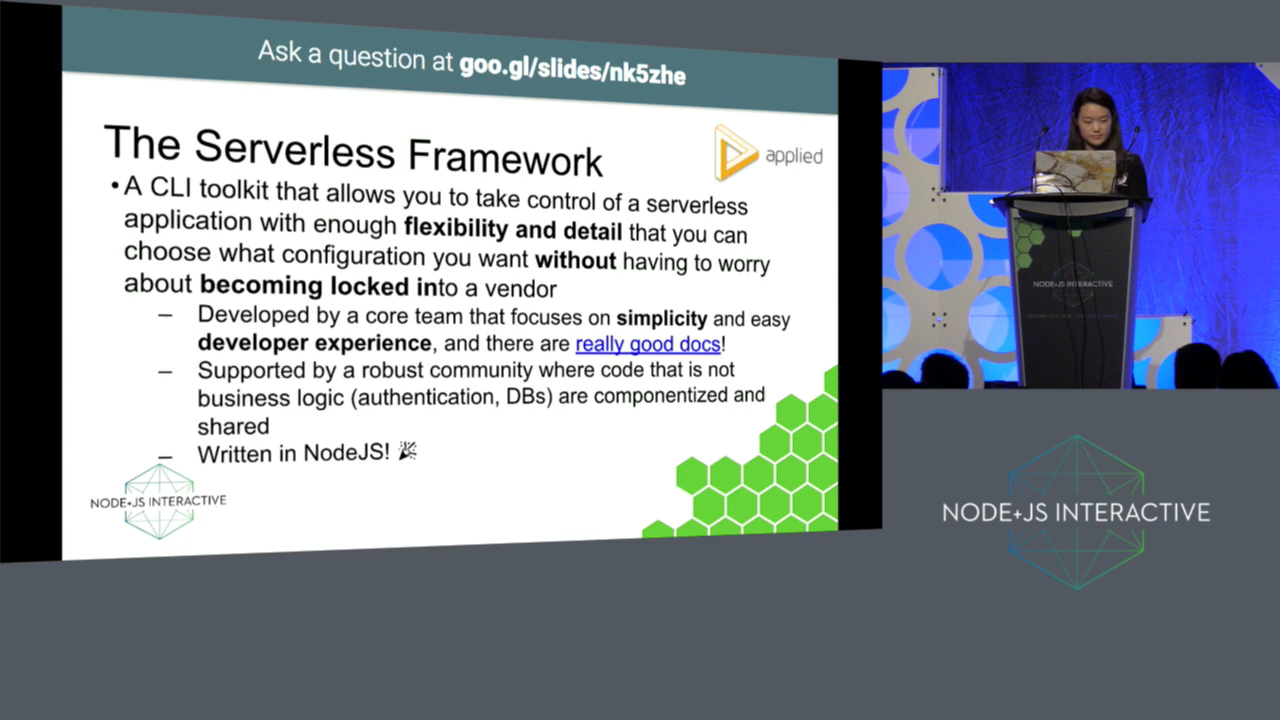 Ask a question at goo.gl/slides/nk5zhe
The Serverless Framework
applied
• A CLI toolkit that allows you to take control of a serverless
application with enough flexibility and detail that you can
choose what configuration you want without having to worry
about becoming locked into a vendor
– Developed by a core team that focuses on simplicity and easy
developer experience, and there are really good docs!
– Supported by a robust community where code that is not
business logic (authentication, DBs) are componentized and
shared
– Written in NodeJS! 🎉
NODE+JS INTERACTIVE
NODE+JS INTERACTIVE
NODE+JS INTERACTIVE